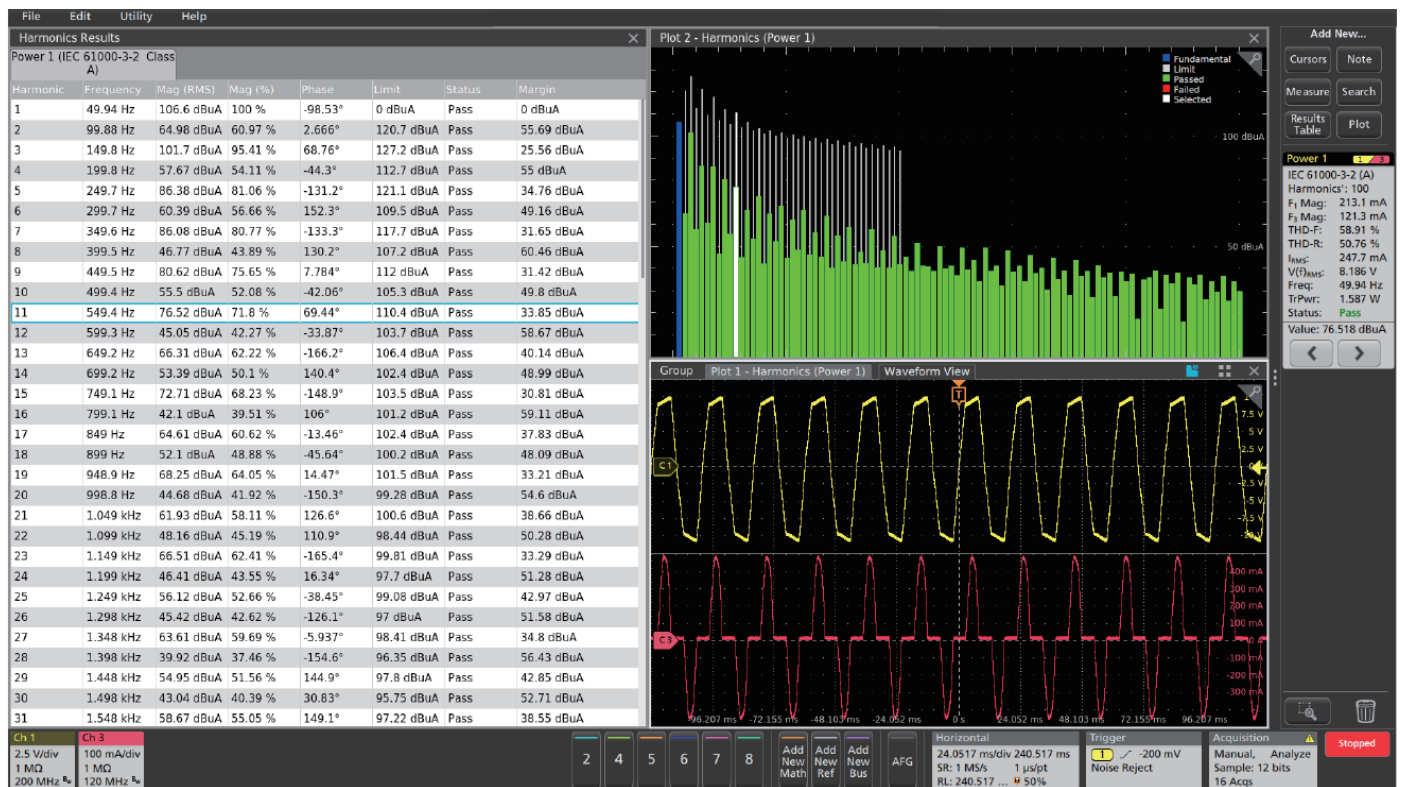 File Edit Utility Help
Harmonics Results
Power 1 (IEC 61000-3-2 Class
A)
Harmonic Frequency Mag (RMS) Mag (%) Phase Limit Status Margin
1 49.94 Hz 106.6 dBuA 100 % -98.53° 0 dBuA Pass 0 dBuA
2 99.88 Hz 64.98 dBuA 60.97 % 2.666° 120.7 dBuA Pass 55.69 dBuA
3 149.8 Hz 101.7 dBuA 95.41 % 68.76° 127.2 dBuA Pass 25.56 dBuA
4 199.8 Hz 57.67 dBuA 54.11 % -44.3° 112.7 dBuA Pass 55 dBuA
5 249.7 Hz 86.38 dBuA 81.06 % -131.2° 121.1 dBuA Pass 34.76 dBuA
6 299.7 Hz 60.39 dBuA 56.66 % 152.3° 109.5 dBuA Pass 49.16 dBuA
7 349.6 Hz 86.08 dBuA 80.77 % -133.3° 117.7 dBuA Pass 31.65 dBuA
8 399.5 Hz 46.77 dBuA 43.89 % 130.2° 107.2 dBuA Pass 60.46 dBuA
9 449.5 Hz 80.62 dBuA 75.65 % 7.784° 112 dBuA Pass 31.42 dBuA
10 499.4 Hz 55.5 dBuA 52.08 % -42.06° 105.3 dBuA Pass 49.8 dBuA
11 549.4 Hz 76.52 dBuA 71.8 % 69.44° 110.4 dBuA Pass 33.85 dBuA
12 599.3 Hz 45.05 dBuA 42.27 % -33.87° 103.7 dBuA Pass 58.67 dBuA
13 649.2 Hz 66.31 dBuA 62.22 % -166.2° 106.4 dBuA Pass 40.14 dBuA
14 699.2 Hz 53.39 dBuA 50.1 % 140.4° 102.4 dBuA Pass 48.99 dBuA
15 749.1 Hz 72.71 dBuA 68.23 % -148.9° 103.5 dBuA Pass 30.81 dBuA
16 799.1 Hz 42.1 dBuA 39.51 % 106° 101.2 dBuA Pass 59.11 dBuA
17 849 Hz 64.61 dBuA 60.62 % -13.46° 102.4 dBuA Pass 37.83 dBuA
18 899 Hz 52.1 dBuA 48.88 % -45.64° 100.2 dBuA Pass 48.09 dBuA
19 948.9 Hz 68.25 dBuA 64.05 % 14.47° 101.5 dBuA Pass 33.21 dBuA
20 998.8 Hz 44.68 dBuA 41.92 % -150.3° 99.28 dBuA Pass 54.6 dBuA
21 1.049 kHz 61.93 dBuA 58.11 % 126.6° 100.6 dBuA Pass 38.66 dBuA
22 1.099 kHz 48.16 dBuA 45.19 % 110.9° 98.44 dBuA Pass 50.28 dBuA
23 1.149 kHz 66.51 dBuA 62.41 % -165.4° 99.81 dBuA Pass 33.29 dBuA
24 1.199 kHz 46.41 dBuA 43.55 % 16.34° 97.7 dBuA Pass 51.28 dBuA
25 1.249 kHz 56.12 dBuA 52.66 % -38.45° 99.08 dBuA Pass 42.97 dBuA
26 1.298 kHz 45.42 dBuA 42.62 % -126.1° 97 dBuA Pass 51.58 dBuA
27 1.348 kHz 63.61 dBuA 59.69 % -5.937° 98.41 dBuA Pass 34.8 dBuA
28 1.398 kHz 39.92 dBuA 37.46 % -154.6° 96.35 dBuA Pass 56.43 dBuA
29 1.448 kHz 54.95 dBuA 51.56 % 144.9° 97.8 dBuA Pass 42.85 dBuA
30 1.498 kHz 43.04 dBuA 40.39 % 30.83° 95.75 dBuA Pass 52.71 dBuA
31 1.548 kHz 58.67 dBuA 55.05 % 149.1° 97.22 dBuA Pass 38.55 dBuA
Plot 2 - Harmonics (Power 1)
Fundamental
Limit
Passed
Failed
Selected
100 dBuA
50 dBuA
Group Plot 1 - Harmonics (Power 1) Waveform View
T
7.5 V
5 V
2.5 V
C1
-2.5 V
-5 V
-7.5 V
-10 V
400 mA
300 mA
200 mA
100 mA
C3
0 A
-100 mA
-200 mA
-300 mA
-96.207 ms -72.155 ms -48.103 ms -24.052 ms 0 s 24.052 ms 48.103 ms 72.155 ms 96.207 ms
Add New...
Cursors Note
Measure Search
Results
Table
Plot
Power 1 1 3
IEC 61000-3-2 (A)
Harmonics': 100
F₁ Mag: 213.1 mA
F₃ Mag: 121.3 mA
THD-F: 58.91 %
THD-R: 50.76 %
IRMS: 247.7 mA
V(f)RMS: 8.186 V
Freq: 49.94 Hz
TrPwr: 1.587 W
Status: Pass
Value: 76.518 dBuA
Ch 1
2.5 V/div
1 MΩ
200 MHz Bw
Ch 3
100 mA/div
1 MΩ
120 MHz Bw
2 4 5 6 7 8
Add
New
Math
Add
New
Ref
Add
New
Bus
AFG
Horizontal
24.0517 ms/div 240.517 ms
SR: 1 MS/s 1 µs/pt
RL: 240.517 ... 50%
Trigger
1 -200 mV
Noise Reject
Acquisition
Manual, Analyze
Sample: 12 bits
16 Acqs
Stopped